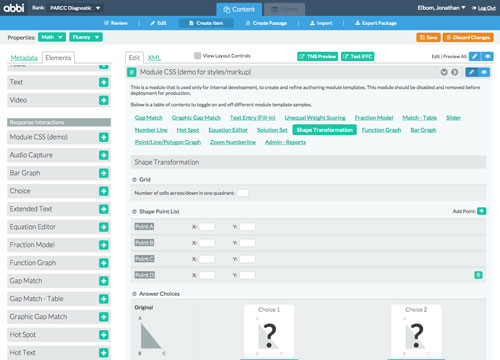 abbi
Bank: PARCC Diagnostic
Content
Forms
Elbom, Jonathan
Log Out
Review
Edit
Create Item
Create Passage
Import
Export Package
Properties:
Math
Fluency
Save
Discard Changes
Metadata
Elements
Edit
XML
View Layout Controls
TN8 Preview
Edit | Preview All:
Table
Text
Video
Response Interactions
Module CSS (demo)
Audio Capture
Bar Graph
Choice
Extended Text
Equation Editor
Fraction Model
Function Graph
Gap Match
Gap Match - Table
Graphic Gap Match
Hot Spot
Hot Text
Module CSS (demo for styles/markup)
This is a module that is used only for internal development, to create and refine authoring module templates. This module should be disabled and removed before
deployment for production.
Below is a table of contents to toggle on and off different module template samples.
Gap Match
Graphic Gap Match
Text Entry (Fill-in)
Unequal Weight Scoring
Fraction Model
Match - Table
Slider
Number Line
Hot Spot
Equation Editor
Solution Set
Shape Transformation
Function Graph
Bar Graph
Point/Line/Polygon Graph
Zoom Numberline
Admin - Reports
Shape Transformation
Grid
Number of cells across/down in one quadrant:
Shape Point List
Add Point:
Point A X: Y:
Point B X: Y:
Point C X: Y:
Point D X: Y:
Answer Choices
Original
A
B C
Choice 1
?
Choice 2
?